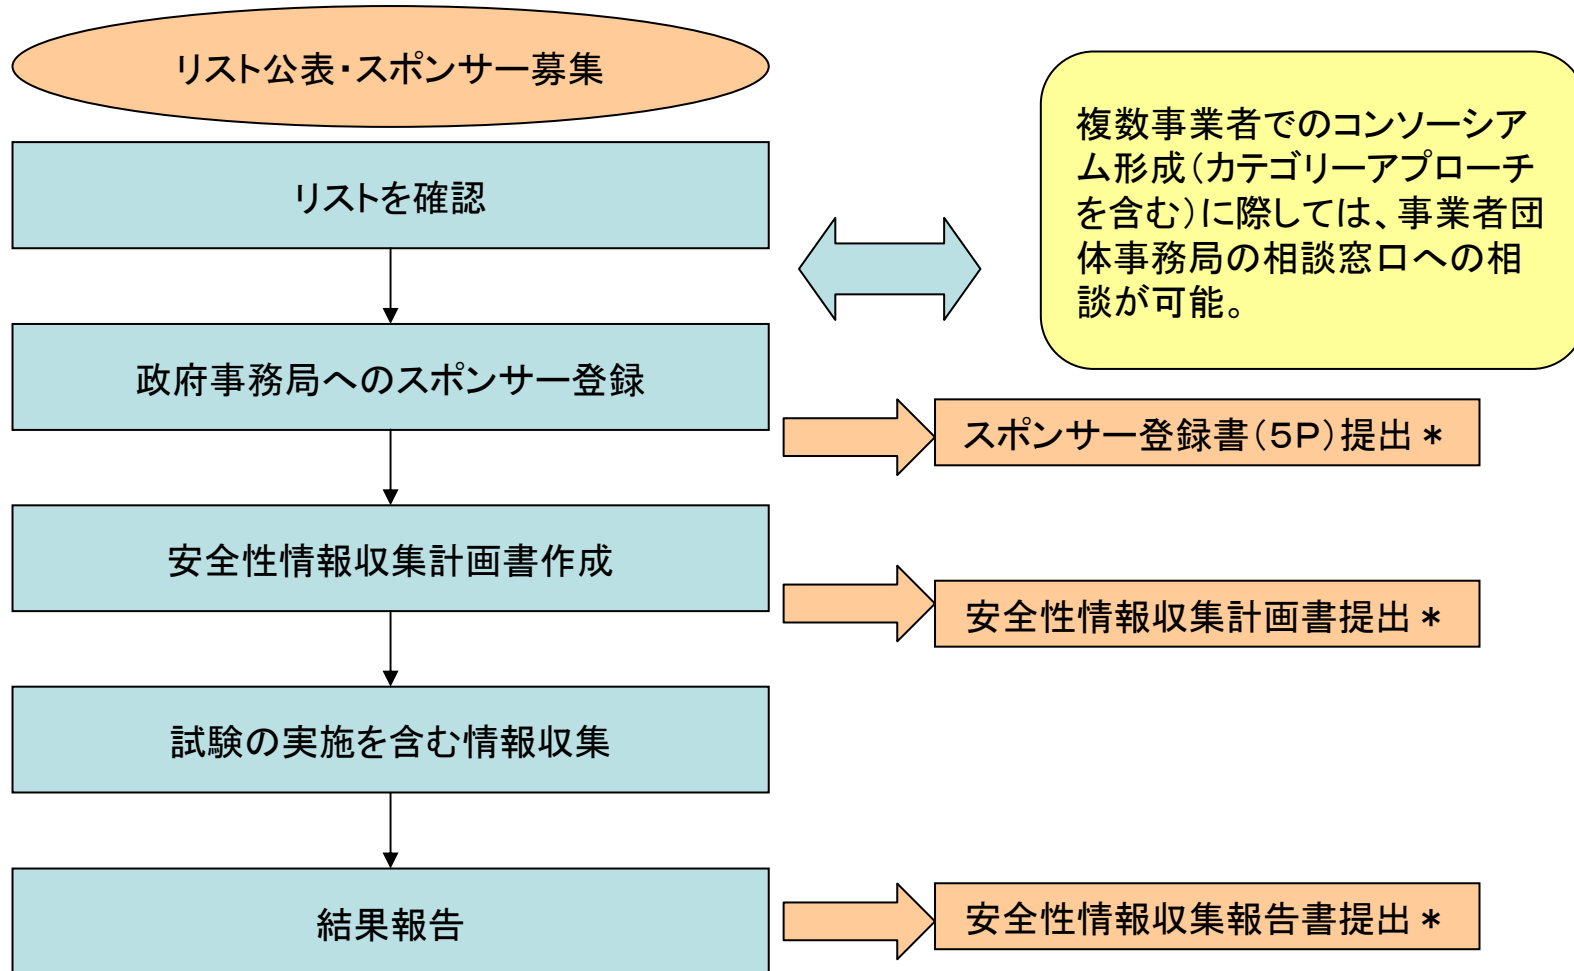 リスト公表・スポンサー募集
リストを確認
複数事業者でのコンソーシア
ム形成（カテゴリーアプローチ
を含む）に際しては、事業者団
体事務局の相談窓口への相
談が可能。
政府事務局へのスポンサー登録
スポンサー登録書（５Ｐ）提出＊
安全性情報収集計画書作成
安全性情報収集計画書提出＊
試験の実施を含む情報収集
結果報告
安全性情報収集報告書提出＊